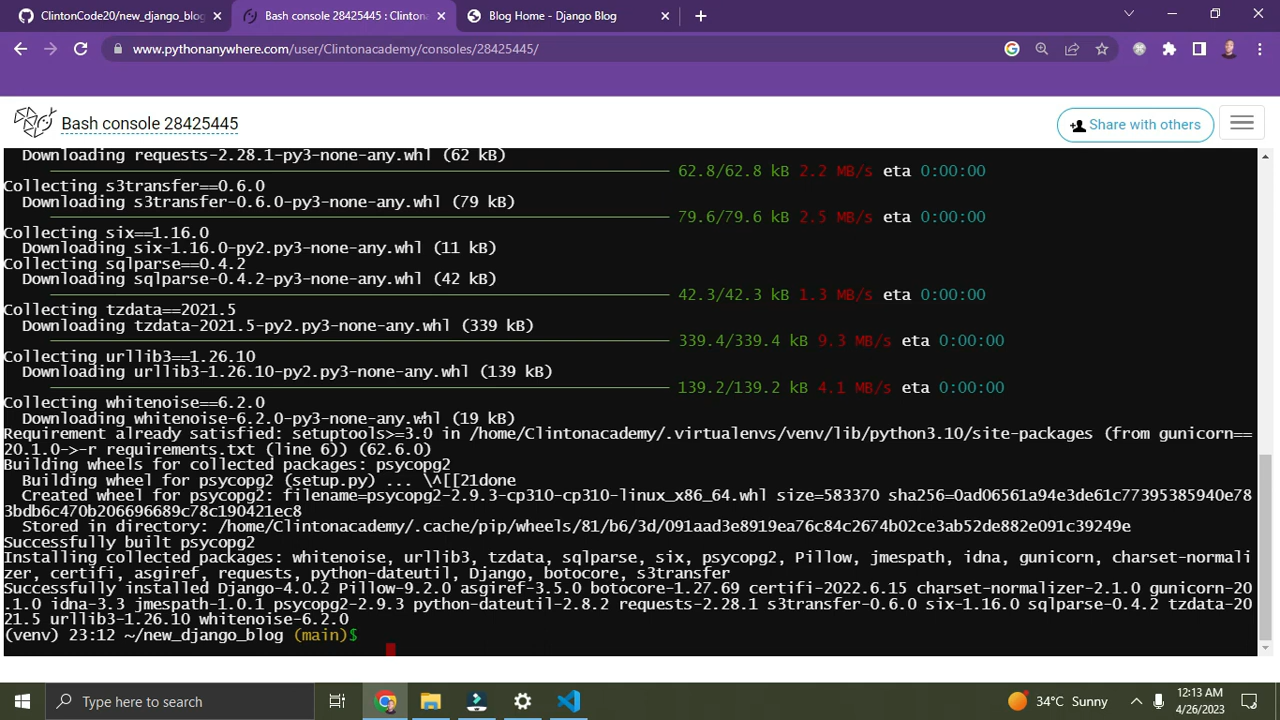 ClintonCode20/new_django_blog
Bash console 28425445 : Clinton
Blog Home - Django Blog
www.pythonanywhere.com/user/Clintonacademy/consoles/28425445/
Bash console 28425445
Share with others
Downloading requests-2.28.1-py3-none-any.whl (62 kB)
62.8/62.8 kB 2.2 MB/s eta 0:00:00
Collecting s3transfer==0.6.0
Downloading s3transfer-0.6.0-py3-none-any.whl (79 kB)
79.6/79.6 kB 2.5 MB/s eta 0:00:00
Collecting six==1.16.0
Downloading six-1.16.0-py2.py3-none-any.whl (11 kB)
Collecting sqlparse==0.4.2
Downloading sqlparse-0.4.2-py3-none-any.whl (42 kB)
42.3/42.3 kB 1.3 MB/s eta 0:00:00
Collecting tzdata==2021.5
Downloading tzdata-2021.5-py2.py3-none-any.whl (339 kB)
339.4/339.4 kB 9.3 MB/s eta 0:00:00
Collecting urllib3==1.26.10
Downloading urllib3-1.26.10-py2.py3-none-any.whl (139 kB)
139.2/139.2 kB 4.1 MB/s eta 0:00:00
Collecting whitenoise==6.2.0
Downloading whitenoise-6.2.0-py3-none-any.whl (19 kB)
Requirement already satisfied: setuptools>=3.0 in /home/Clintonacademy/.virtualenvs/venv/lib/python3.10/site-packages (from gunicorn==
20.1.0->-r requirements.txt (line 6)) (62.6.0)
Building wheels for collected packages: psycopg2
Building wheel for psycopg2 (setup.py) ... \^[[21done
Created wheel for psycopg2: filename=psycopg2-2.9.3-cp310-cp310-linux_x86_64.whl size=583370 sha256=0ad06561a94e3de61c77395385940e78
3bdb6c470b206696689c78c190421ec8
Stored in directory: /home/Clintonacademy/.cache/pip/wheels/81/b6/3d/091aad3e8919ea76c84c2674b02ce3ab52de882e091c39249e
Successfully built psycopg2
Installing collected packages: whitenoise, urllib3, tzdata, sqlparse, six, psycopg2, Pillow, jmespath, idna, gunicorn, charset-normali
zer, certifi, asgiref, requests, python-dateutil, Django, botocore, s3transfer
Successfully installed Django-4.0.2 Pillow-9.2.0 asgiref-3.5.0 botocore-1.27.69 certifi-2022.6.15 charset-normalizer-2.1.0 gunicorn-20
.1.0 idna-3.3 jmespath-1.0.1 psycopg2-2.9.3 python-dateutil-2.8.2 requests-2.28.1 s3transfer-0.6.0 six-1.16.0 sqlparse-0.4.2 tzdata-20
21.5 urllib3-1.26.10 whitenoise-6.2.0
(venv) 23:12 ~/new_django_blog (main)$
Type here to search
34°C Sunny
12:13 AM
4/26/2023